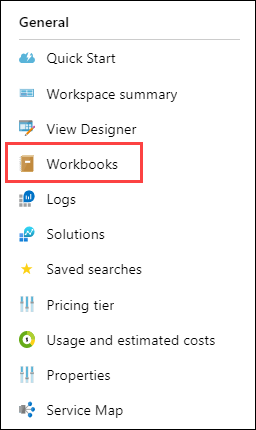 General
Quick Start
Workspace summary
View Designer
Workbooks
Logs
Solutions
Saved searches
Pricing tier
Usage and estimated costs
Properties
Service Map